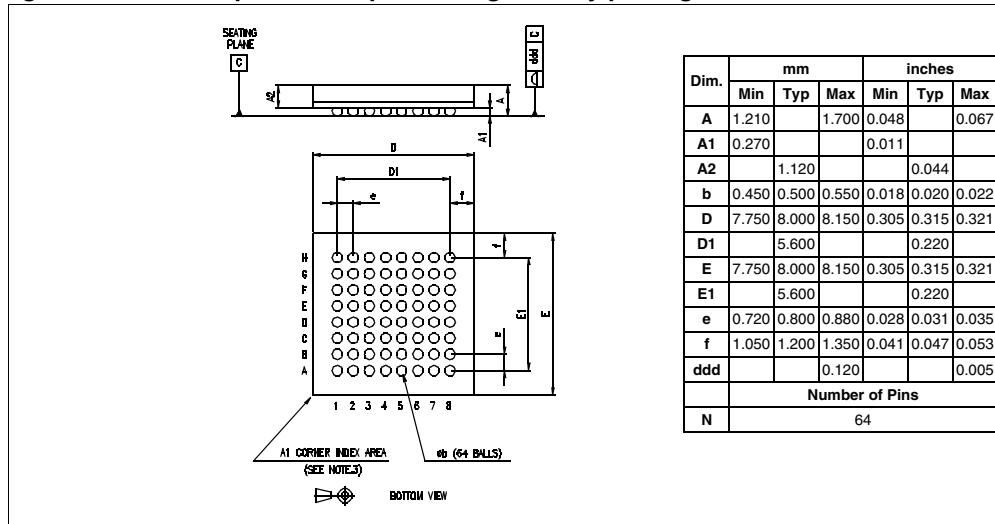 SEATING
PLANE
C
C
ddd
A2
A
A1
D
D1
e
f
f
H
G
F
E
D
C
B
A
E1
E
e
1 2 3 4 5 6 7 8
A1 CORNER INDEX AREA
(SEE NOTE.3)
øb (64 BALLS)
BOTTOM VIEW
Dim. mm inches
Min Typ Max Min Typ Max
A 1.210 1.700 0.048 0.067
A1 0.270 0.011
A2 1.120 0.044
b 0.450 0.500 0.550 0.018 0.020 0.022
D 7.750 8.000 8.150 0.305 0.315 0.321
D1 5.600 0.220
E 7.750 8.000 8.150 0.305 0.315 0.321
E1 5.600 0.220
e 0.720 0.800 0.880 0.028 0.031 0.035
f 1.050 1.200 1.350 0.041 0.047 0.053
ddd 0.120 0.005
Number of Pins
N 64